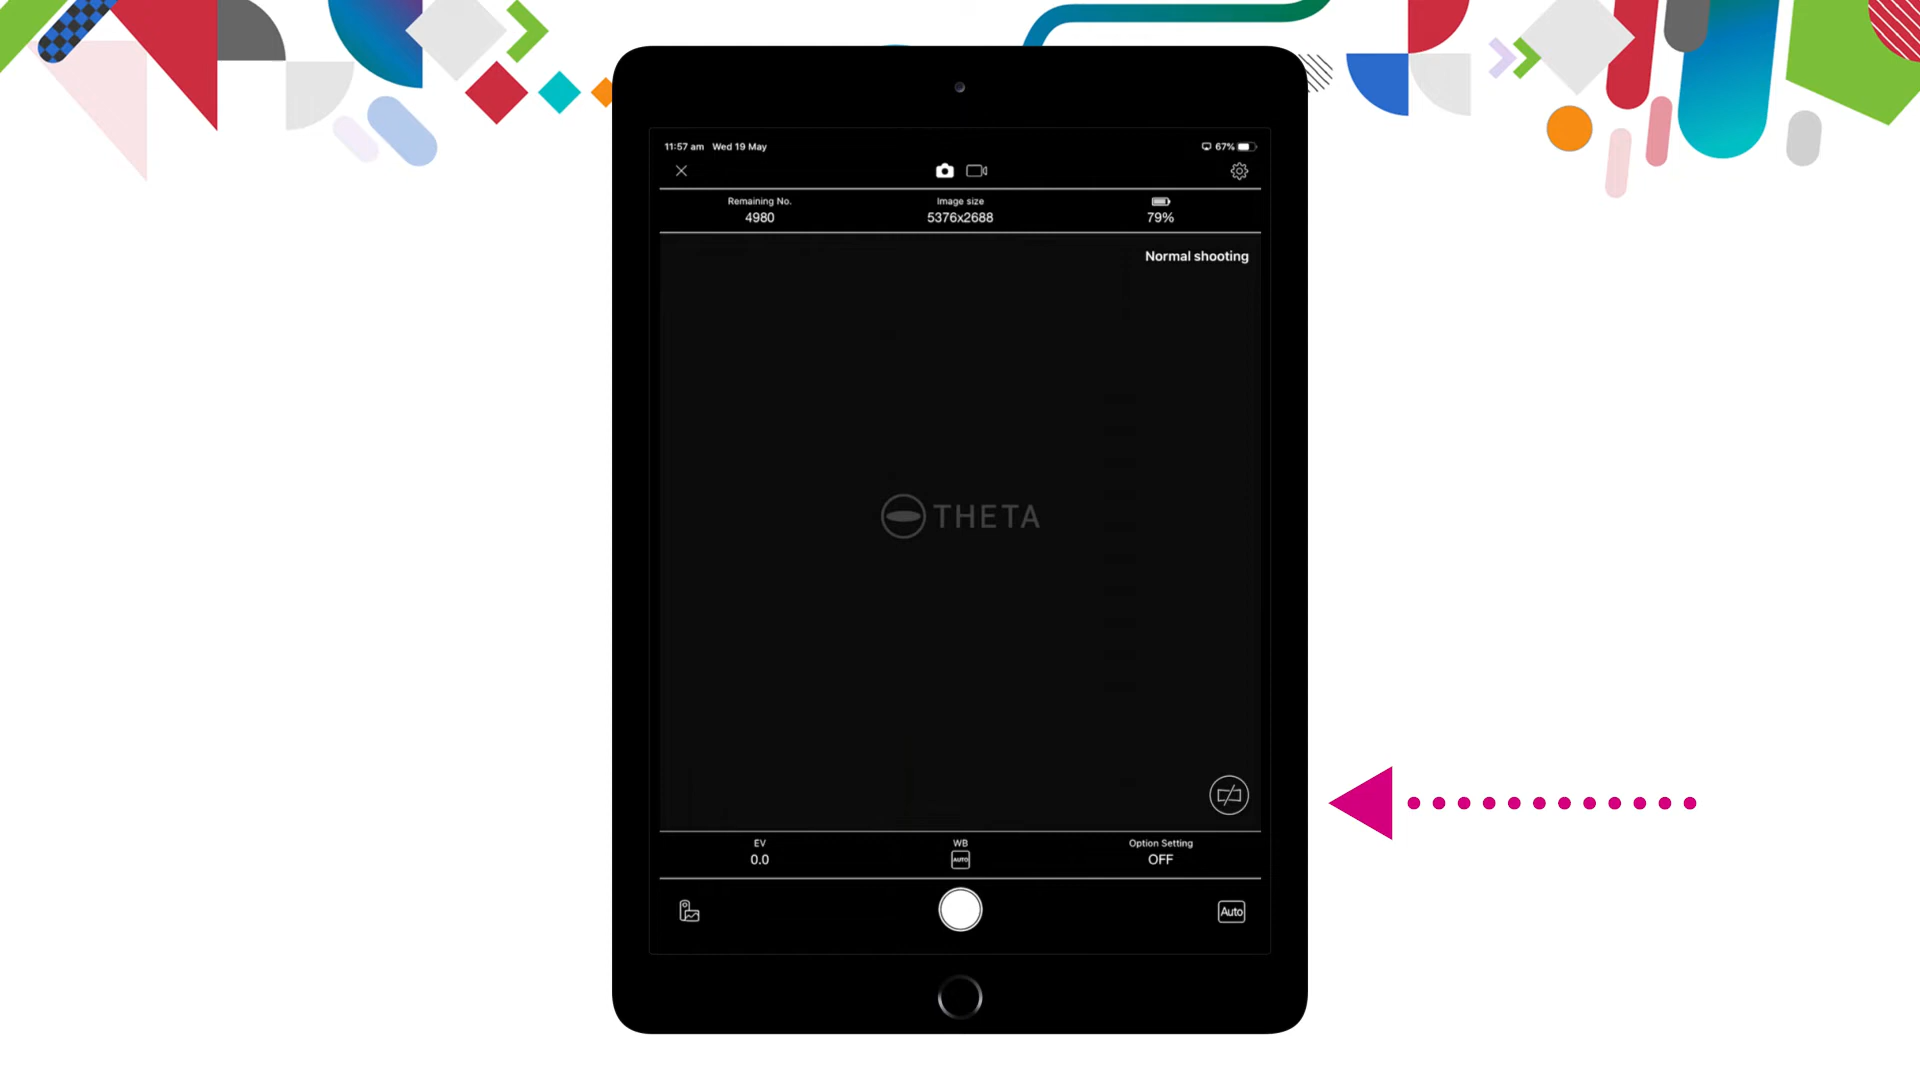 11:57 am Wed 19 May
67%
Remaining No.
4980
Image size
5376x2688
79%
Normal shooting
THETA
EV
0.0
WB
AUTO
Option Setting
OFF
Auto